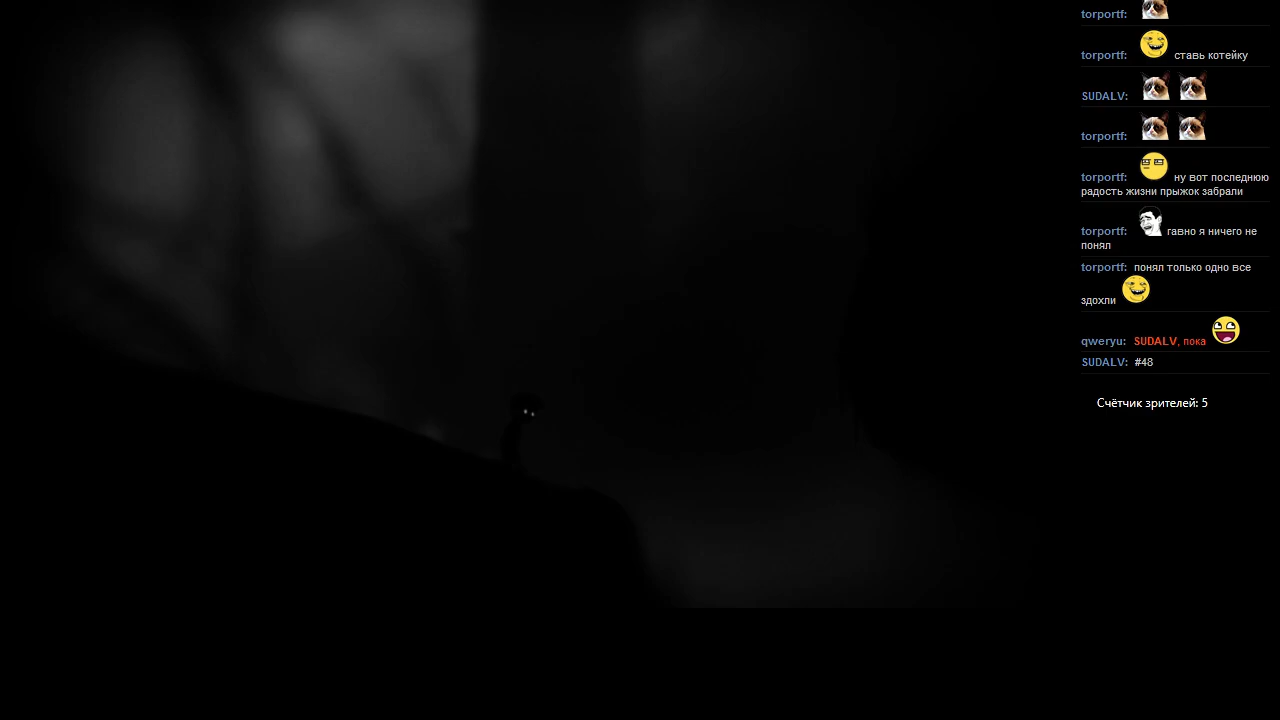 torportf:
torportf: ставь котейку
SUDALV:
torportf:
torportf: ну вот последнюю
радость жизни прыжок забрали
torportf: гавно я ничего не
понял
torportf: понял только одно все
здохли
qweryu: SUDALV, пока
SUDALV: #48
Счётчик зрителей: 5